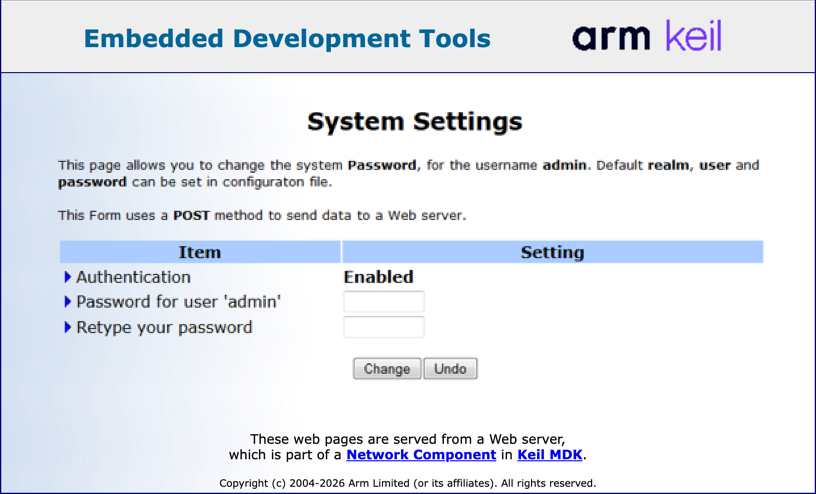 Embedded Development Tools
arm keil
System Settings
This page allows you to change the system Password, for the username admin. Default realm, user and
password can be set in configuraton file.
This Form uses a POST method to send data to a Web server.
Item Setting
Authentication Enabled
Password for user 'admin'
Retype your password
Change Undo
These web pages are served from a Web server,
which is part of a Network Component in Keil MDK.
Copyright (c) 2004-2026 Arm Limited (or its affiliates). All rights reserved.